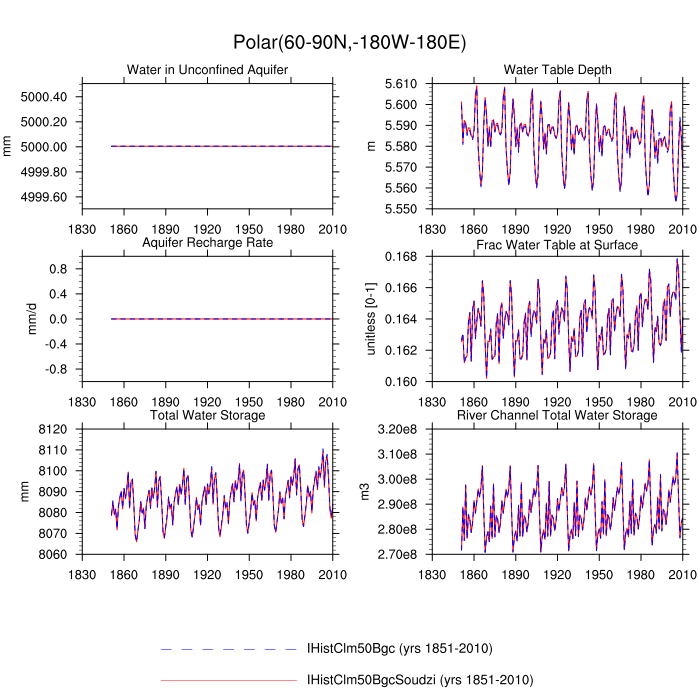 Polar(60-90N,-180W-180E)
Water in Unconfined Aquifer
Water Table Depth
5000.40
5000.20
5000.00
4999.80
4999.60
mm
1830 1860 1890 1920 1950 1980 2010
5.610
5.600
5.590
5.580
5.570
5.560
5.550
m
1830 1860 1890 1920 1950 1980 2010
Aquifer Recharge Rate
Frac Water Table at Surface
0.8
0.4
0.0
-0.4
-0.8
mm/d
1830 1860 1890 1920 1950 1980 2010
0.168
0.166
0.164
0.162
0.160
unitless [0-1]
1830 1860 1890 1920 1950 1980 2010
Total Water Storage
River Channel Total Water Storage
8120
8110
8100
8090
8080
8070
8060
mm
1830 1860 1890 1920 1950 1980 2010
3.20e8
3.10e8
3.00e8
2.90e8
2.80e8
2.70e8
m3
1830 1860 1890 1920 1950 1980 2010
IHistClm50Bgc (yrs 1851-2010)
IHistClm50BgcSoudzi (yrs 1851-2010)